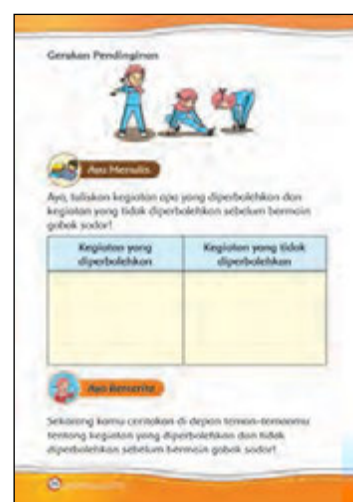 Gerakan Pendinginan
Ayo Menulis
Ayo, tuliskan kegiatan apa yang diperbolehkan dan
kegiatan yang tidak diperbolehkan sebelum bermain
gobak sodor!
Kegiatan yang
diperbolehkan
Kegiatan yang tidak
diperbolehkan
Ayo Bercerita
Sekarang kamu ceritakan di depan teman-temanmu
tentang kegiatan yang diperbolehkan dan tidak
diperbolehkan sebelum bermain gobak sodor!